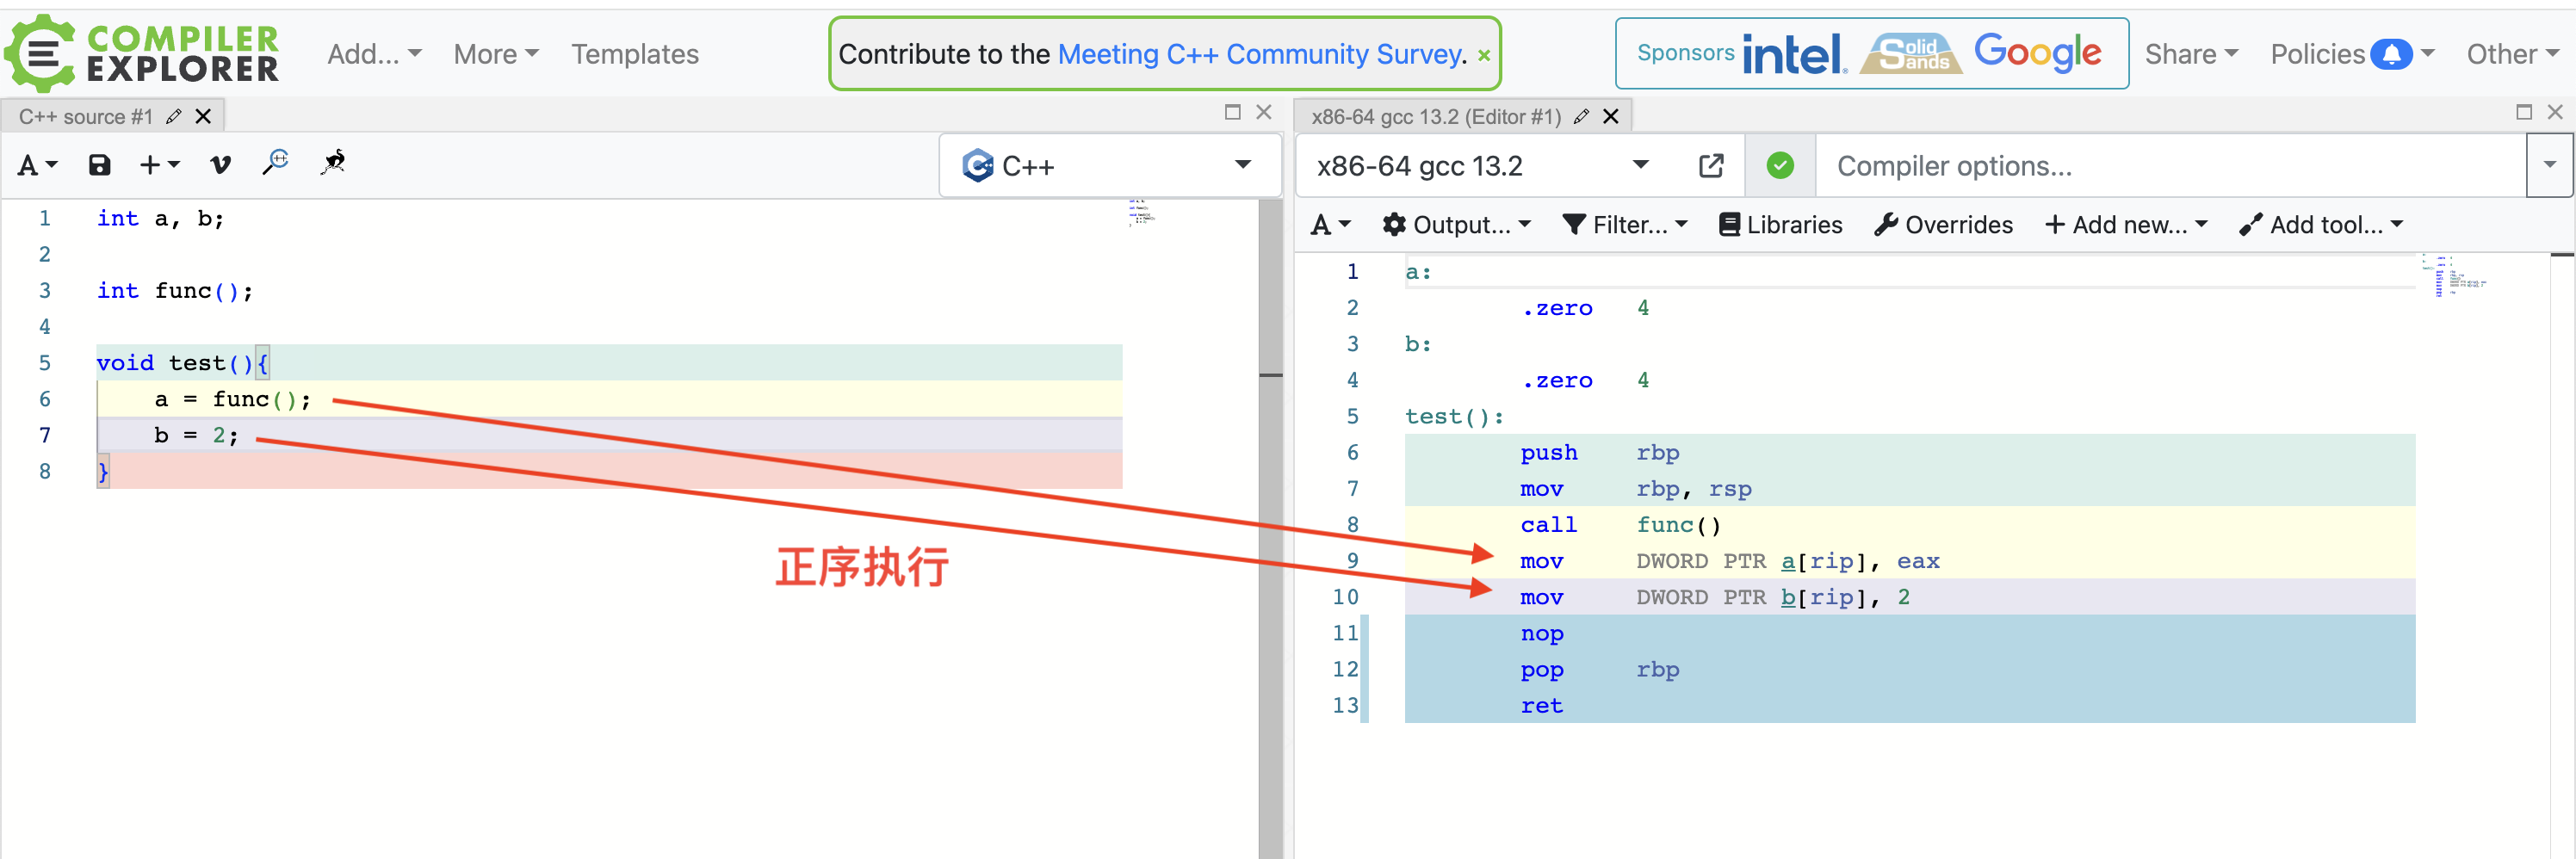 COMPILER EXPLORER Add... More Templates Contribute to the Meeting C++ Community Survey. × Sponsors intel. Solid Sands Google Share Policies Other
C++ source #1
A + C++
1 int a, b;
2
3 int func();
4
5 void test(){
6 a = func();
7 b = 2;
8 }
正序执行
x86-64 gcc 13.2 (Editor #1)
x86-64 gcc 13.2 Compiler options...
A Output... Filter... Libraries Overrides + Add new... Add tool...
1 a:
2 .zero 4
3 b:
4 .zero 4
5 test():
6 push rbp
7 mov rbp, rsp
8 call func()
9 mov DWORD PTR a[rip], eax
10 mov DWORD PTR b[rip], 2
11 nop
12 pop rbp
13 ret